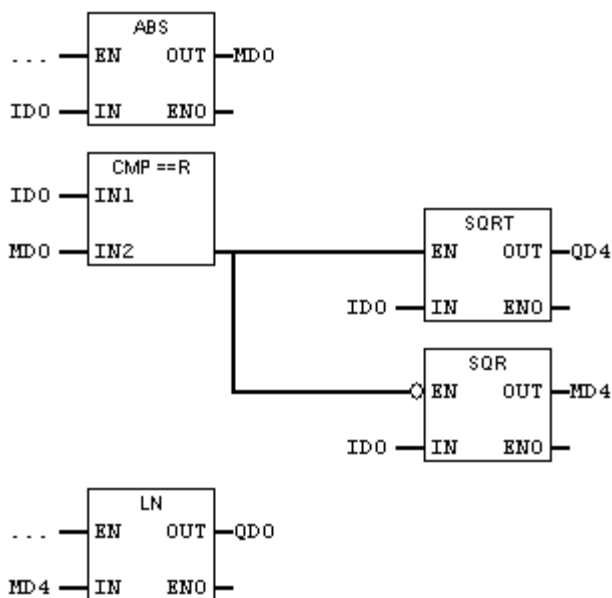 ABS
... EN OUT MD0
ID0 IN ENO
CMP ==R
ID0 IN1
MD0 IN2
SQRT
EN OUT QD4
ID0 IN ENO
SQR
EN OUT MD4
ID0 IN ENO
LN
... EN OUT QD0
MD4 IN ENO